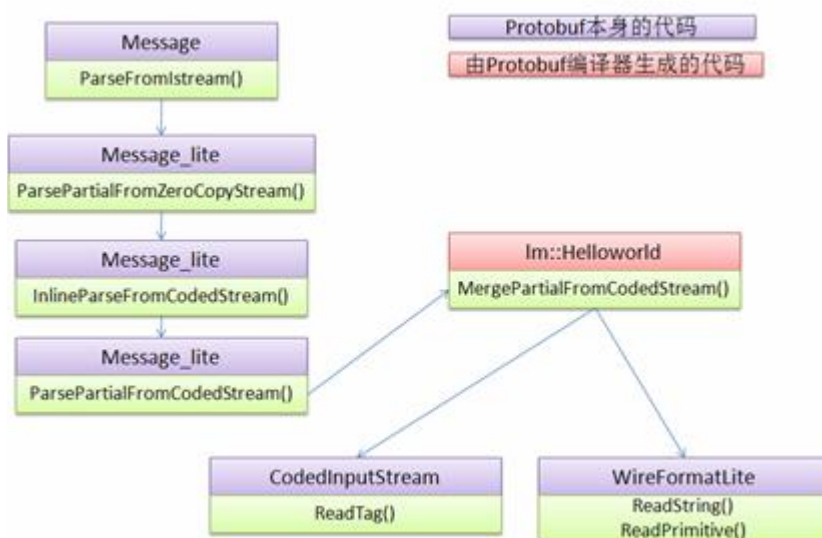 Message
ParseFromIstream()
Protobuf本身的代码
由Protobuf编译器生成的代码
Message_lite
ParsePartialFromZeroCopyStream()
Message_lite
InlineParseFromCodedStream()
lm::Helloworld
MergePartialFromCodedStream()
Message_lite
ParsePartialFromCodedStream()
CodedInputStream
ReadTag()
WireFormatLite
ReadString()
ReadPrimitive()